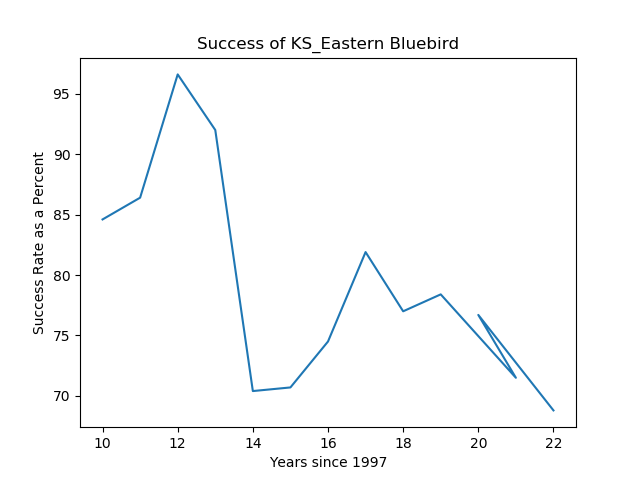 Success of KS_Eastern Bluebird
Success Rate as a Percent
95
90
85
80
75
70
10 12 14 16 18 20 22
Years since 1997